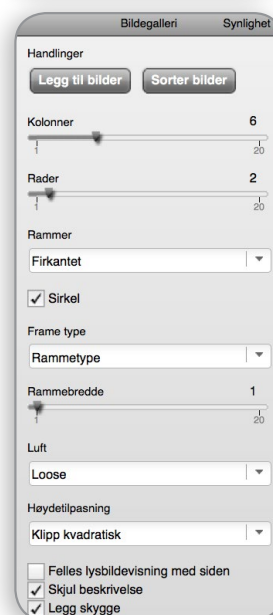 Bildegalleri Synlighet
Handlinger
Legg til bilder Sorter bilder
Kolonner 6
1 20
Rader 2
1 20
Rammer
Firkantet
Sirkel
Frame type
Rammetype
Rammebredde 1
1 20
Luft
Loose
Høydetilpasning
Klipp kvadratisk
Felles lysbildevisning med siden
Skjul beskrivelse
Legg skygge